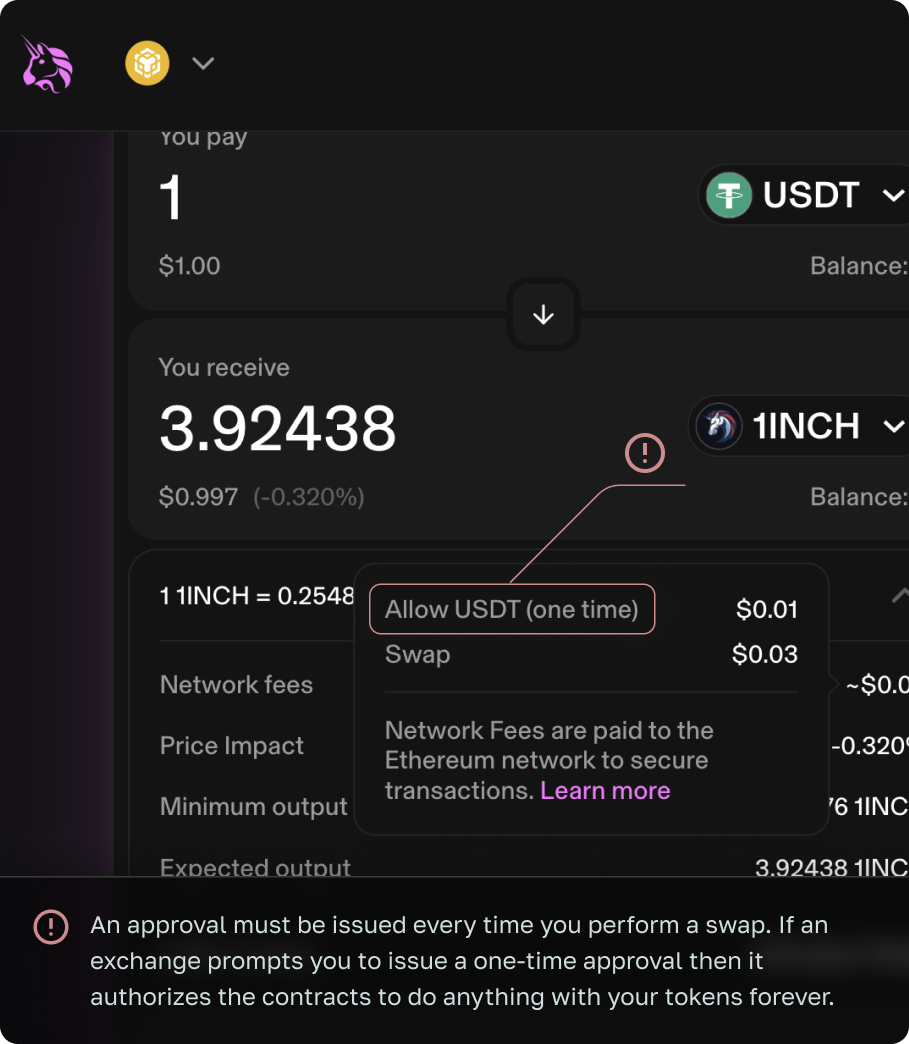 You pay
1
USDT
$1.00
Balance:
You receive
3.92438
1INCH
$0.997 (-0.320%)
Balance:
1 1INCH = 0.2548
Allow USDT (one time) $0.01
Swap $0.03
Network fees ~$0.0
Network Fees are paid to the
Ethereum network to secure
transactions. Learn more
Price Impact -0.320%
Minimum output 76 1INC
Expected output 3.92438 1INC
An approval must be issued every time you perform a swap. If an
exchange prompts you to issue a one-time approval then it
authorizes the contracts to do anything with your tokens forever.